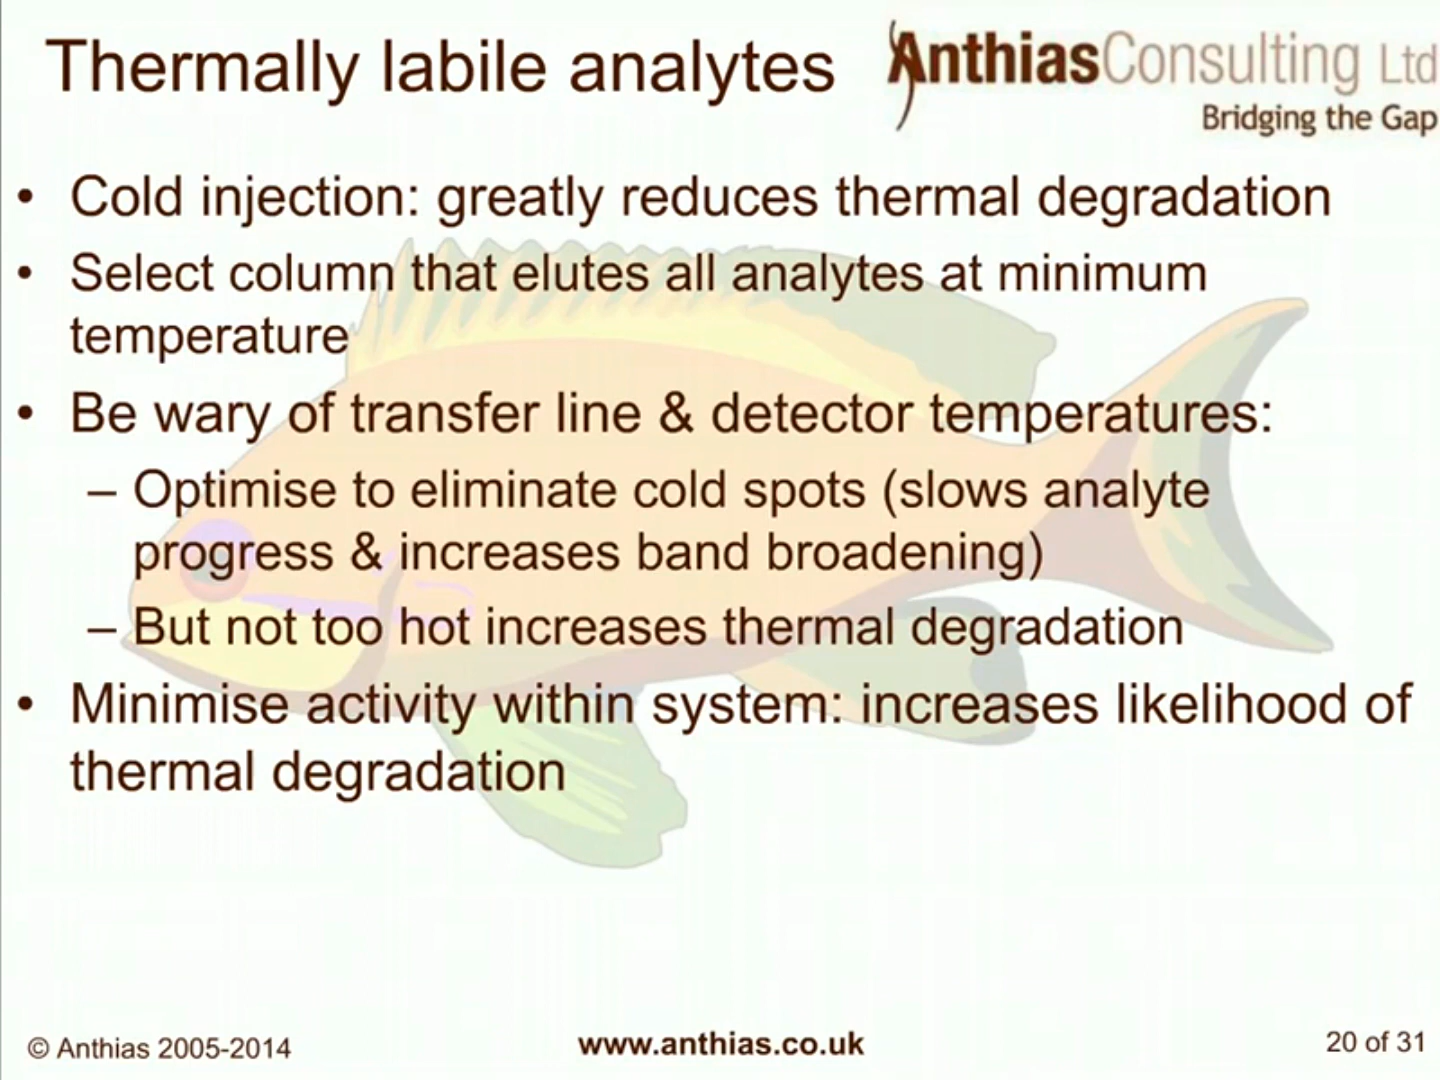 Thermally labile analytes
AnthiasConsulting Ltd
Bridging the Gap
• Cold injection: greatly reduces thermal degradation
• Select column that elutes all analytes at minimum
temperature
• Be wary of transfer line & detector temperatures:
– Optimise to eliminate cold spots (slows analyte
progress & increases band broadening)
– But not too hot increases thermal degradation
• Minimise activity within system: increases likelihood of
thermal degradation
© Anthias 2005-2014
www.anthias.co.uk
20 of 31